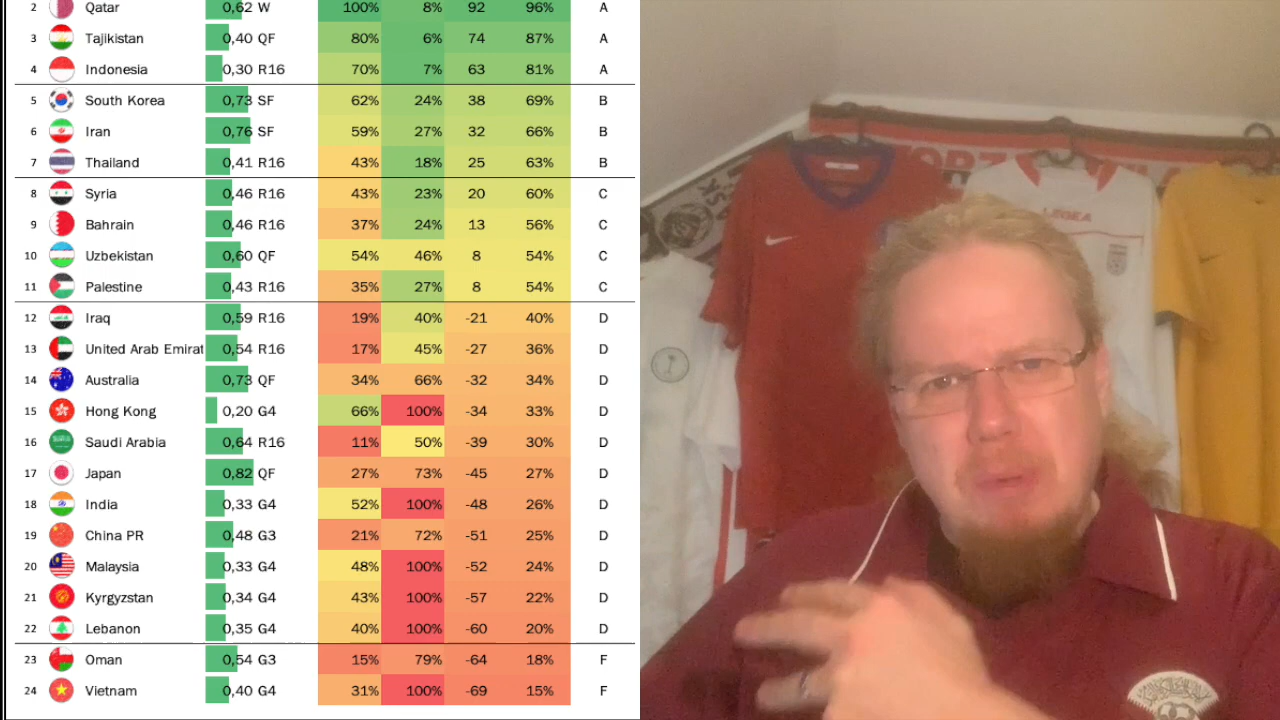 2 Qatar 0,62 W 100% 8% 92 96% A
3 Tajikistan 0,40 QF 80% 6% 74 87% A
4 Indonesia 0,30 R16 70% 7% 63 81% A
5 South Korea 0,73 SF 62% 24% 38 69% B
6 Iran 0,76 SF 59% 27% 32 66% B
7 Thailand 0,41 R16 43% 18% 25 63% B
8 Syria 0,46 R16 43% 23% 20 60% C
9 Bahrain 0,46 R16 37% 24% 13 56% C
10 Uzbekistan 0,60 QF 54% 46% 8 54% C
11 Palestine 0,43 R16 35% 27% 8 54% C
12 Iraq 0,59 R16 19% 40% -21 40% D
13 United Arab Emirat 0,54 R16 17% 45% -27 36% D
14 Australia 0,73 QF 34% 66% -32 34% D
15 Hong Kong 0,20 G4 66% 100% -34 33% D
16 Saudi Arabia 0,64 R16 11% 50% -39 30% D
17 Japan 0,82 QF 27% 73% -45 27% D
18 India 0,33 G4 52% 100% -48 26% D
19 China PR 0,48 G3 21% 72% -51 25% D
20 Malaysia 0,33 G4 48% 100% -52 24% D
21 Kyrgyzstan 0,34 G4 43% 100% -57 22% D
22 Lebanon 0,35 G4 40% 100% -60 20% D
23 Oman 0,54 G3 15% 79% -64 18% F
24 Vietnam 0,40 G4 31% 100% -69 15% F